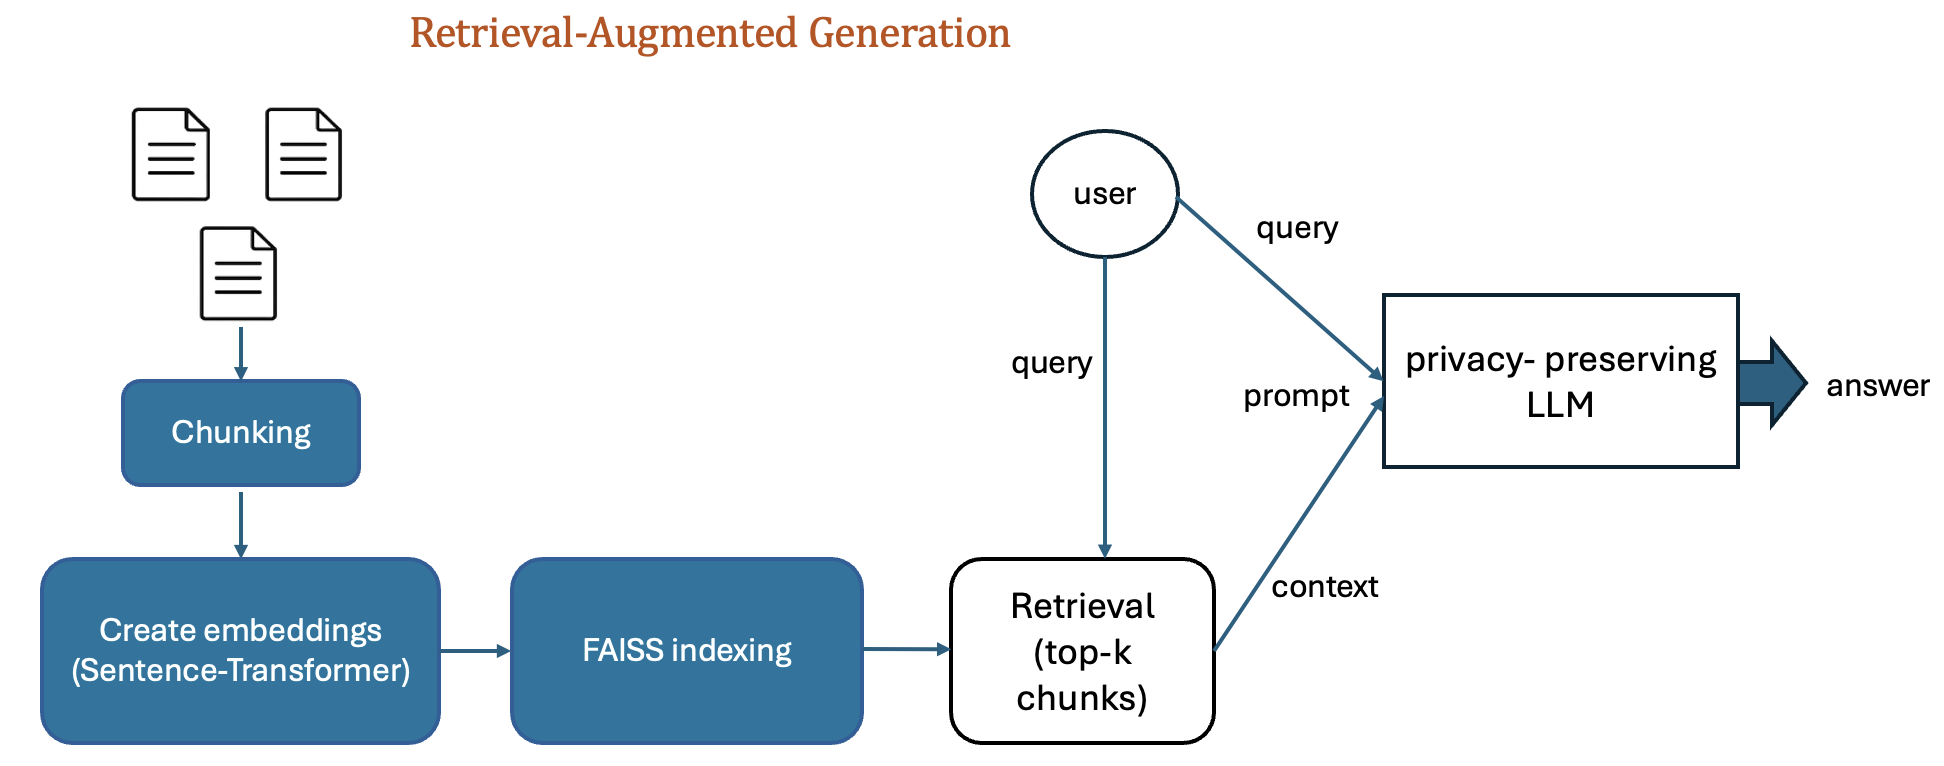 Retrieval-Augmented Generation
user
query
query
prompt
privacy- preserving
LLM
answer
Chunking
context
Create embeddings
(Sentence-Transformer)
FAISS indexing
Retrieval
(top-k
chunks)